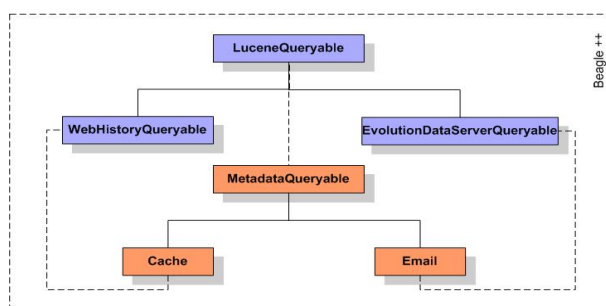 LuceneQueryable
Beagle ++
WebHistoryQueryable
EvolutionDataServerQueryable
MetadataQueryable
Cache
Email